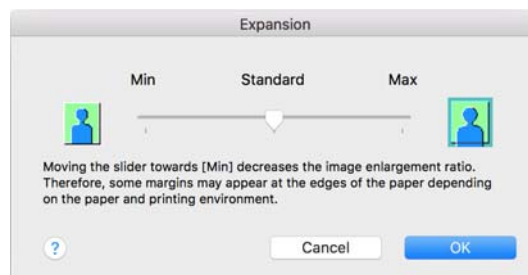 Expansion
Min Standard Max
Moving the slider towards [Min] decreases the image enlargement ratio.
Therefore, some margins may appear at the edges of the paper depending
on the paper and printing environment.
? Cancel OK